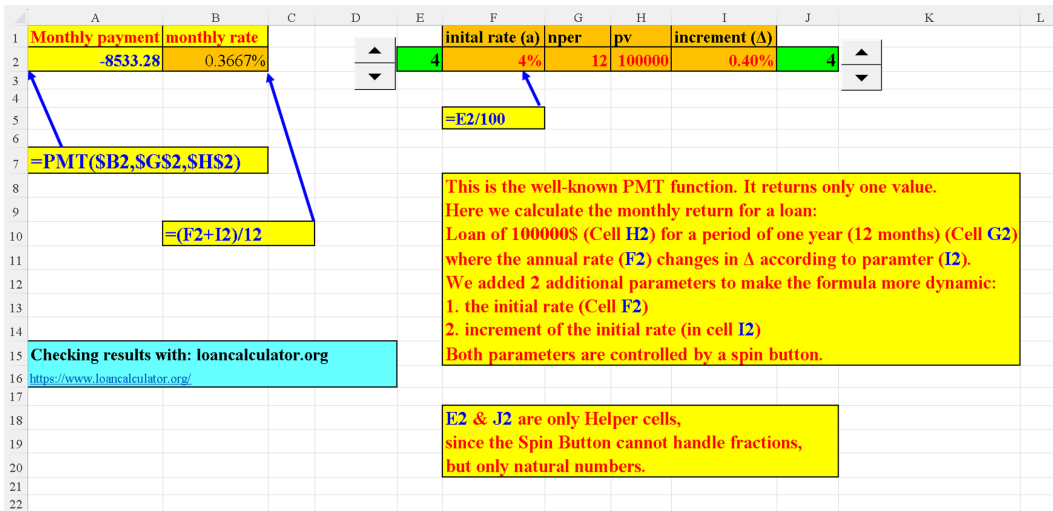 A B C D E F G H I J K L
1 Monthly payment monthly rate inital rate (a) nper pv increment (Δ)
2 -8533.28 0.3667% 4 4% 12 100000 0.40% 4
3
4
5 =E2/100
6
7 =PMT($B2,$G$2,$H$2)
8 This is the well-known PMT function. It returns only one value.
9 Here we calculate the monthly return for a loan:
10 =(F2+I2)/12 Loan of 100000$ (Cell H2) for a period of one year (12 months) (Cell G2)
11 where the annual rate (F2) changes in Δ according to paramter (I2).
12 We added 2 additional parameters to make the formula more dynamic:
13 1. the initial rate (Cell F2)
14 2. increment of the initial rate (in cell I2)
15 Checking results with: loancalculator.org Both parameters are controlled by a spin button.
16 https://www.loancalculator.org/
17
18 E2 & J2 are only Helper cells,
19 since the Spin Button cannot handle fractions,
20 but only natural numbers.
21
22